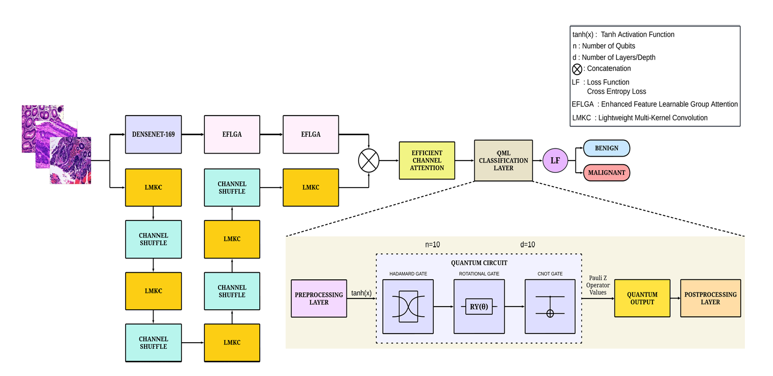 tanh(x) : Tanh Activation Function
n : Number of Qubits
d : Number of Layers/Depth
: Concatenation
LF : Loss Function
Cross Entropy Loss
EFLGA : Enhanced Feature Learnable Group Attention
LMKC : Lightweight Multi-Kernel Convolution
DENSENET-169
EFLGA
EFLGA
LMKC
CHANNEL
SHUFFLE
LMKC
CHANNEL
SHUFFLE
LMKC
LMKC
CHANNEL
SHUFFLE
CHANNEL
SHUFFLE
LMKC
EFFICIENT
CHANNEL
ATTENTION
QML
CLASSIFICATION
LAYER
LF
BENIGN
MALIGNANT
n=10
d=10
QUANTUM CIRCUIT
HADAMARD GATE
ROTATIONAL GATE
CNOT GATE
PREPROCESSING
LAYER
tanh(x)
RY(θ)
Pauli Z
Operator
Values
QUANTUM
OUTPUT
POSTPROCESSING
LAYER